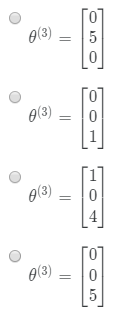 θ^(3) = [0 5 0]
θ^(3) = [0 0 1]
θ^(3) = [1 0 4]
θ^(3) = [0 0 5]